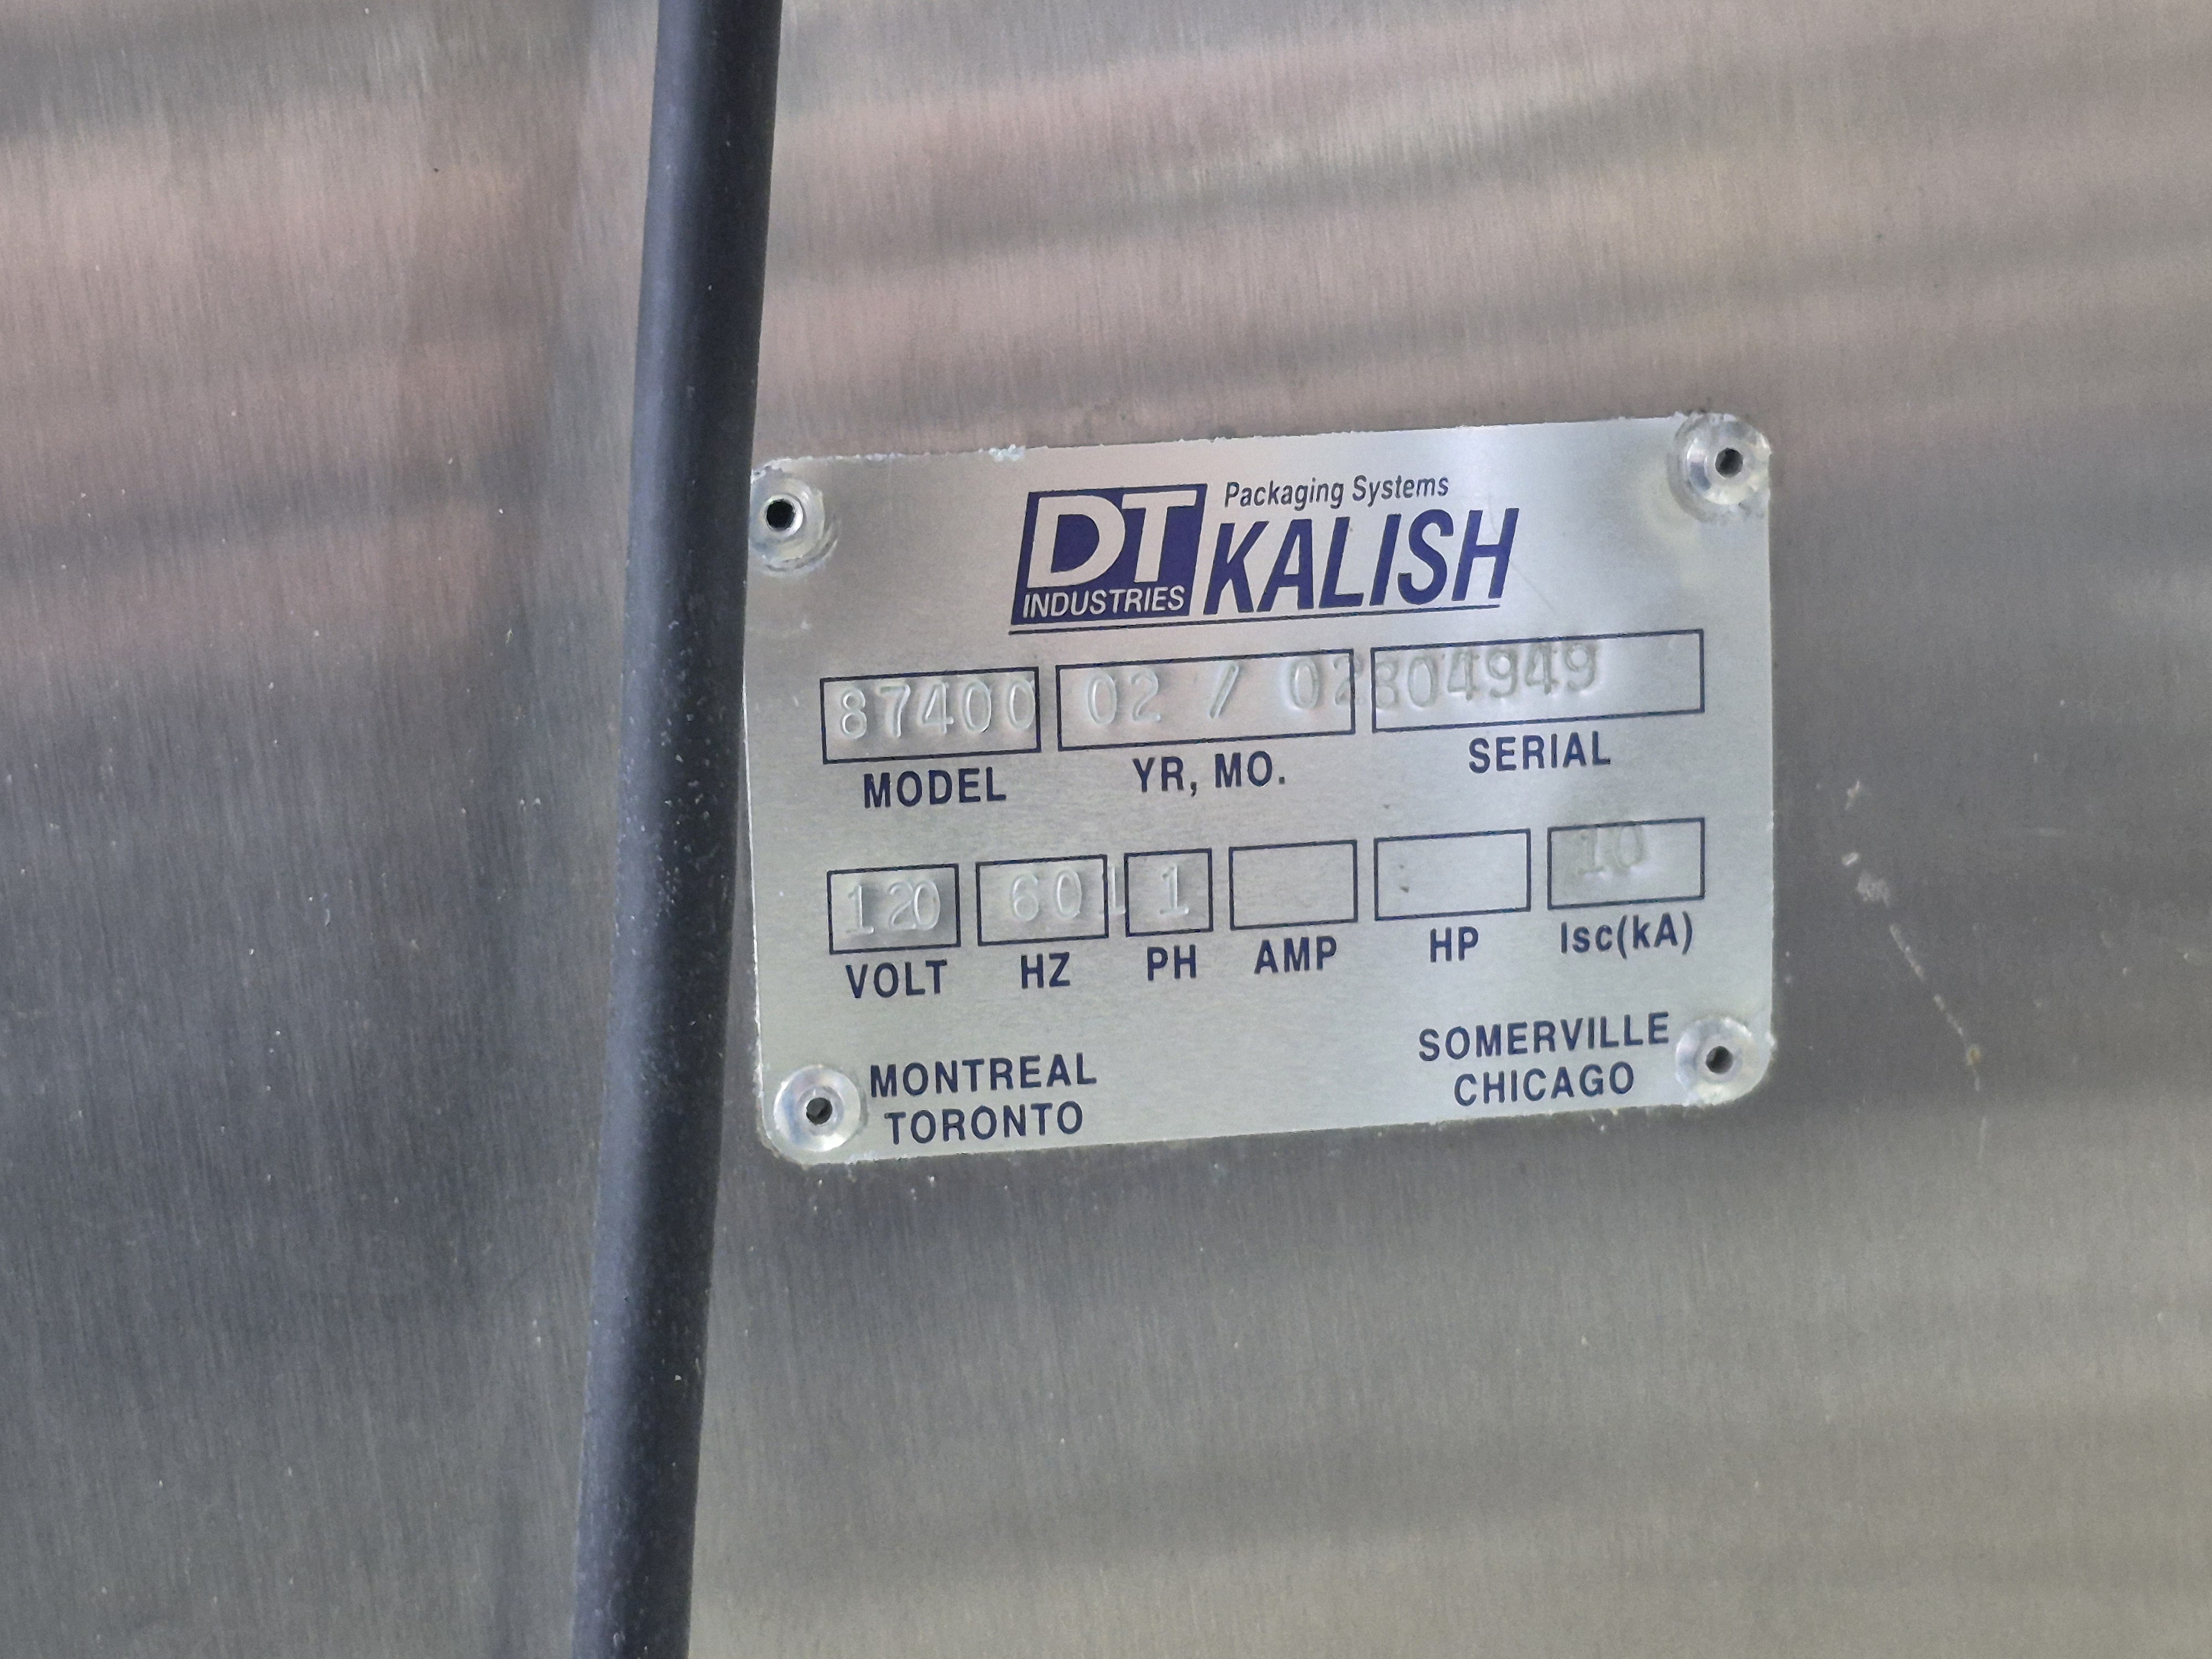 Packaging Systems
DT KALISH
INDUSTRIES
87400 02 / 02 804949
MODEL YR, MO. SERIAL
120 60 1 1 10
VOLT HZ PH AMP HP Isc(kA)
MONTREAL SOMERVILLE
TORONTO CHICAGO